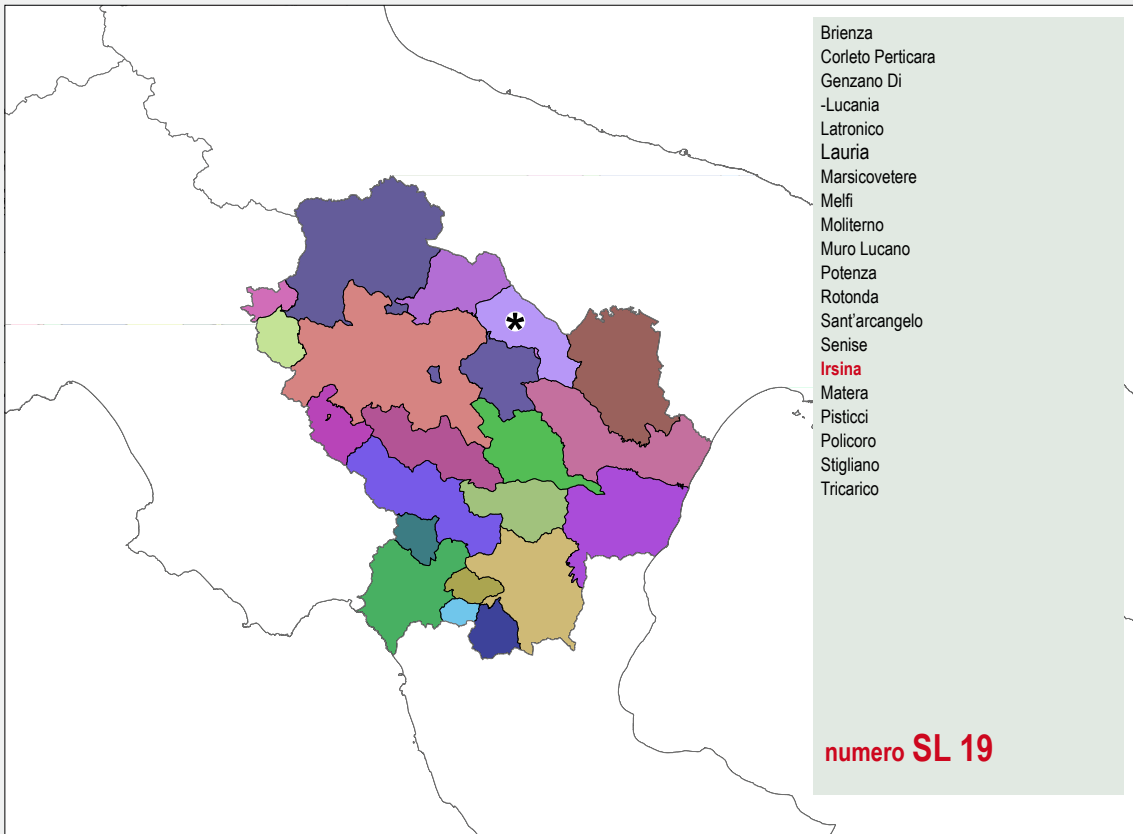 Brienza
Corleto Perticara
Genzano Di
-Lucania
Latronico
Lauria
Marsicovetere
Melfi
Moliterno
Muro Lucano
Potenza
Rotonda
Sant'arcangelo
Senise
Irsina
Matera
Pisticci
Policoro
Stigliano
Tricarico
numero SL 19
*